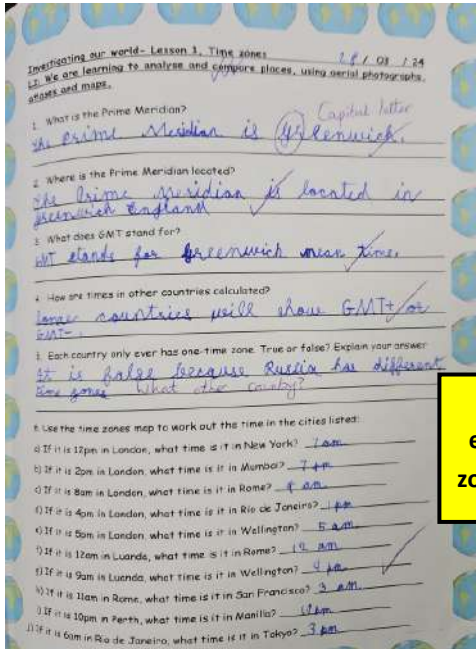 Investigating our world- Lesson 3, Time zones 28 / 03 / 24
L.I: We are learning to analyse and compare places, using aerial photographs,
atlases and maps.
1. What is the Prime Meridian? Capital letter
the Prime Meridian is greenwich.
2. Where is the Prime Meridian located?
the Prime Meridian is located in
greenwich England
3. What does GMT stand for?
GMT stands for greenwich mean time.
4. How are times in other countries calculated?
countries will show GMT+ or
GMT-.
5. Each country only ever has one-time zone. True or false? Explain your answer
It is false because Russia has different
time zones What other country?
6. Use the time zones map to work out the time in the cities listed:
a) If it is 12pm in London, what time is it in New York? 7am
b) If it is 2pm in London, what time is it in Mumbai? 7pm
c) If it is 8am in London, what time is it in Rome? 9 am
d) If it is 4pm in London, what time is it in Rio de Janeiro? 1pm
e) If it is 5pm in London, what time is it in Wellington? 5 am
f) If it is 12am in Luanda, what time is it in Rome? 12 am
g) If it is 9am in Luanda, what time is it in Wellington?
h) If it is 11am in Rome, what time is it in San Francisco? 3 am
i) If it is 10pm in Perth, what time is it in Manilla?
j) If it is 6am in Rio de Janeiro, what time is it in Tokyo? 3 pm
e
zo